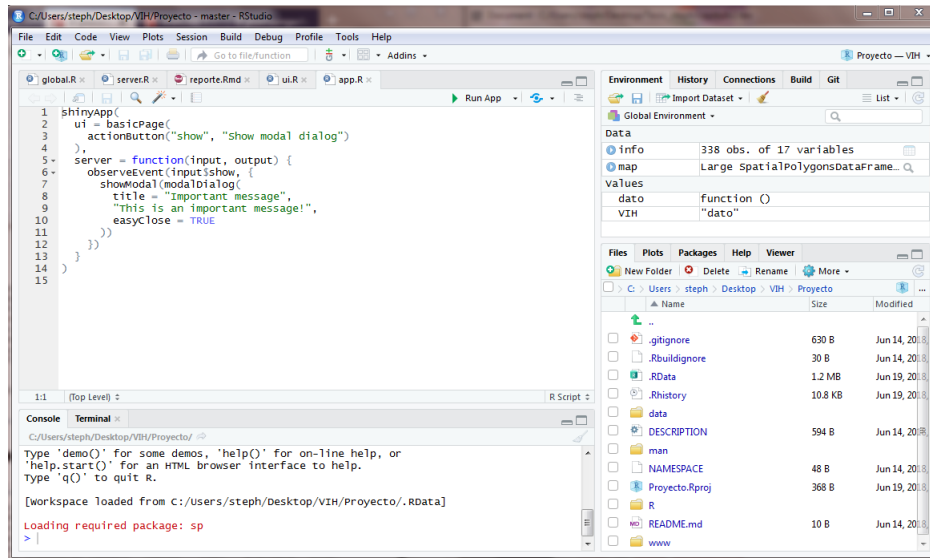 C:/Users/steph/Desktop/VIH/Proyecto - master - RStudio
File Edit Code View Plots Session Build Debug Profile Tools Help
Go to file/function Addins Proyecto — VIH
global.R server.R reporte.Rmd ui.R app.R
Run App
1 shinyApp(
2 ui = basicPage(
3 actionButton("show", "Show modal dialog")
4 ),
5 server = function(input, output) {
6 observeEvent(input$show, {
7 showModal(modalDialog(
8 title = "Important message",
9 "This is an important message!",
10 easyClose = TRUE
11 ))
12 })
13 }
14 )
15
1:1 (Top Level) R Script
Console Terminal
C:/Users/steph/Desktop/VIH/Proyecto/
Type 'demo()' for some demos, 'help()' for on-line help, or
'help.start()' for an HTML browser interface to help.
Type 'q()' to quit R.
[Workspace loaded from C:/Users/steph/Desktop/VIH/Proyecto/.RData]
Loading required package: sp
>
Environment History Connections Build Git
Import Dataset List
Global Environment
Data
info 338 obs. of 17 variables
map Large SpatialPolygonsDataFrame…
Values
dato function ()
VIH "dato"
Files Plots Packages Help Viewer
New Folder Delete Rename More
C: > Users > steph > Desktop > VIH > Proyecto ...
Name Size Modified
..
.gitignore 630 B Jun 14, 2018,
.Rbuildignore 30 B Jun 14, 2018,
.RData 1.2 MB Jun 19, 2018,
.Rhistory 10.8 KB Jun 19, 2018,
data
DESCRIPTION 594 B Jun 14, 2018,
man
NAMESPACE 48 B Jun 14, 2018,
Proyecto.Rproj 368 B Jun 19, 2018,
R
README.md 10 B Jun 14, 2018,
www